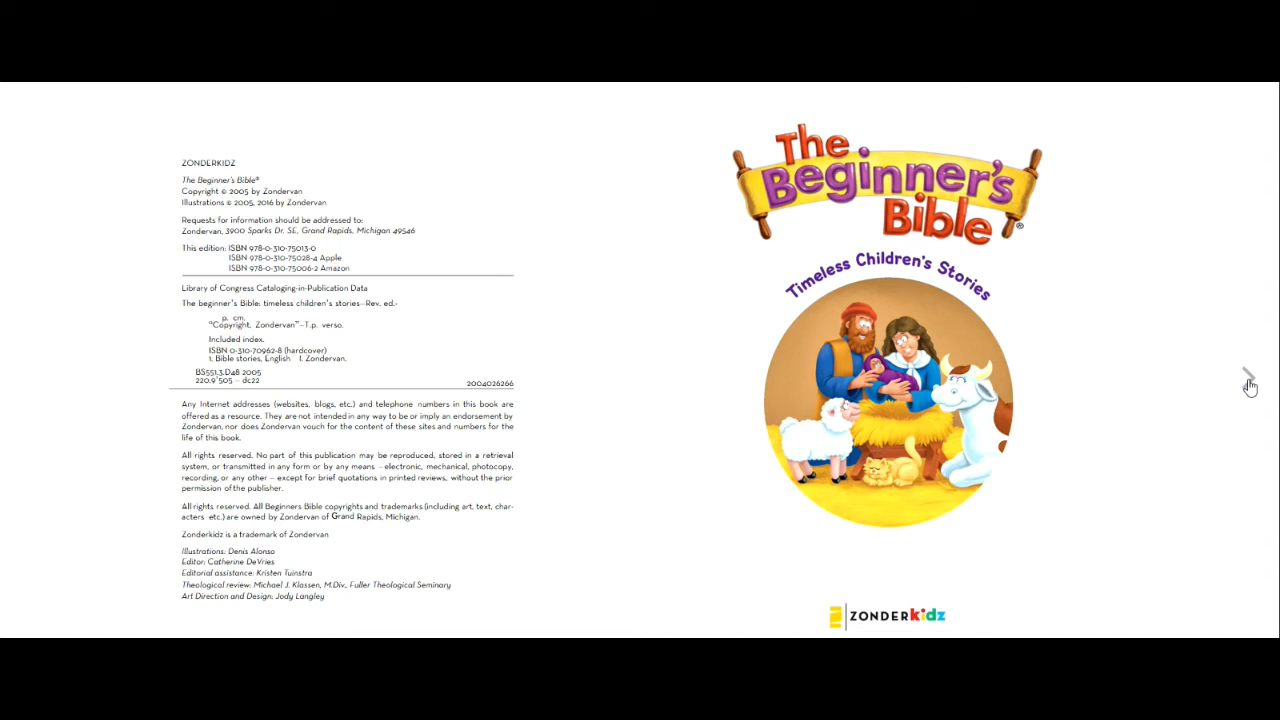 ZONDERKIDZ
The Beginner's Bible®
Copyright © 2005 by Zondervan
Illustrations © 2005, 2016 by Zondervan
Requests for information should be addressed to:
Zondervan, 3900 Sparks Dr. SE, Grand Rapids, Michigan 49546
This edition: ISBN 978-0-310-75013-0
ISBN 978-0-310-75028-4 Apple
ISBN 978-0-310-75006-2 Amazon
Library of Congress Cataloging-in-Publication Data
The beginner's Bible: timeless children's stories—Rev. ed.-
p. cm.
"Copyright, Zondervan"—T.p. verso.
Included index.
ISBN 0-310-70962-8 (hardcover)
1. Bible stories, English 1. Zondervan.
BS551.3.D48 2005
220.9'505 — dc22
2004026266
Any Internet addresses (websites, blogs, etc.) and telephone numbers in this book are
offered as a resource. They are not intended in any way to be or imply an endorsement by
Zondervan, nor does Zondervan vouch for the content of these sites and numbers for the
life of this book.
All rights reserved. No part of this publication may be reproduced, stored in a retrieval
system, or transmitted in any form or by any means — electronic, mechanical, photocopy,
recording, or any other — except for brief quotations in printed reviews, without the prior
permission of the publisher.
All rights reserved. All Beginners Bible copyrights and trademarks (including art, text, char-
acters etc.) are owned by Zondervan of Grand Rapids, Michigan.
Zonderkidz is a trademark of Zondervan
Illustrations: Denis Alonso
Editor: Catherine DeVries
Editorial assistance: Kristen Tuinstra
Theological review: Michael J. Klassen, M.Div., Fuller Theological Seminary
Art Direction and Design: Jody Langley
The
Beginner's
Bible®
Timeless Children's Stories
ZONDERkidz